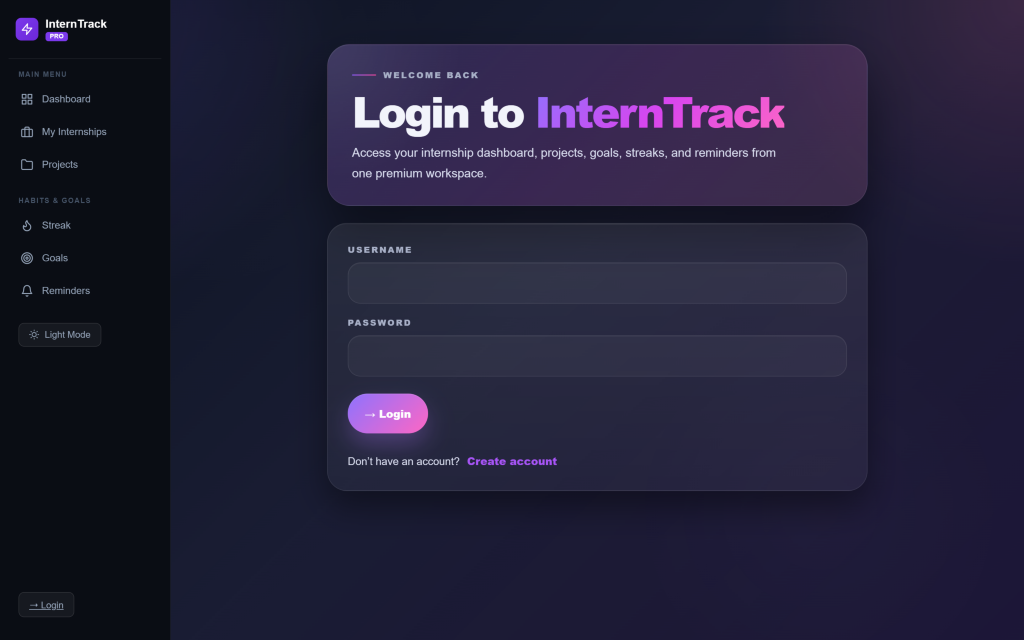 InternTrack
PRO
MAIN MENU
Dashboard
My Internships
Projects
HABITS & GOALS
Streak
Goals
Reminders
Light Mode
→ Login
WELCOME BACK
Login to InternTrack
Access your internship dashboard, projects, goals, streaks, and reminders from
one premium workspace.
USERNAME
PASSWORD
→ Login
Don't have an account? Create account